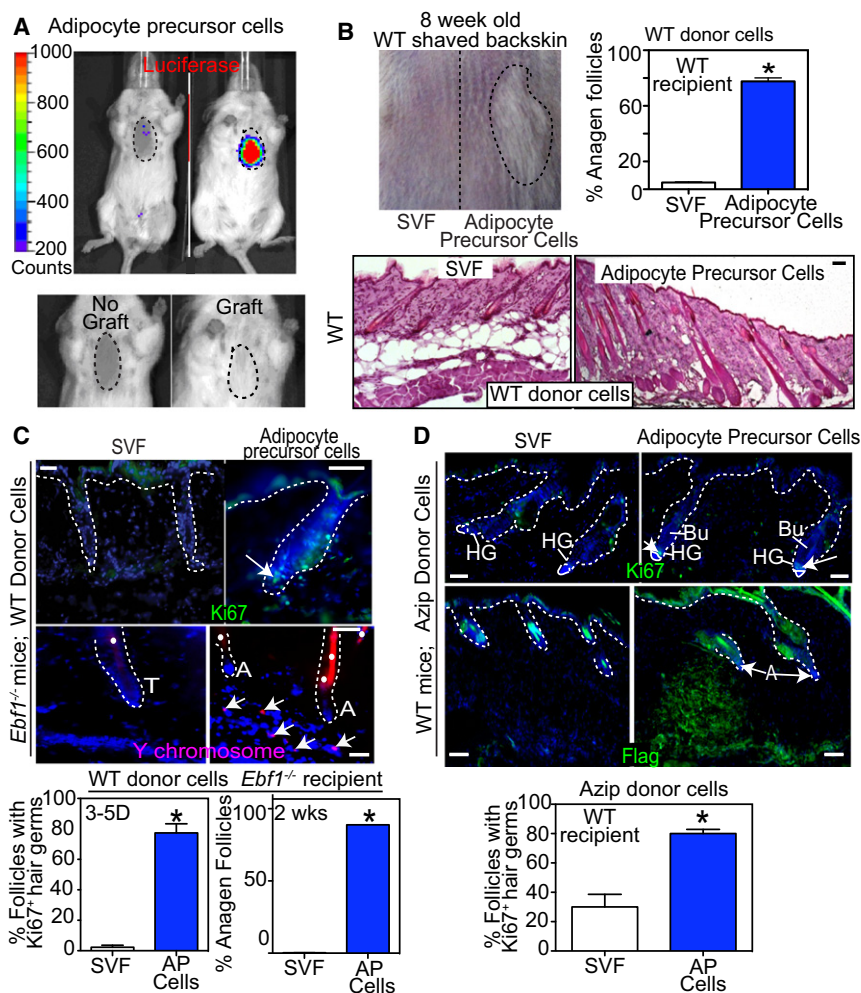 A
Adipocyte precursor cells
1000
800
600
400
200
Counts
Luciferase
No
Graft
Graft
B
8 week old
WT shaved backskin
SVF
Adipocyte
Precursor Cells
WT donor cells
WT
recipient
*
% Anagen follicles
80
40
0
SVF
Adipocyte
Precursor Cells
WT
SVF
Adipocyte Precursor Cells
WT donor cells
C
SVF
Adipocyte
precursor cells
Ebf1-/- mice; WT Donor Cells
Ki67
T
A
A
Y chromosome
WT donor cells
Ebf1-/- recipient
% Follicles with
Ki67+ hair germs
100
80
60
40
20
0
3-5D
*
SVF
AP
Cells
% Anagen Follicles
100
50
0
2 wks
*
SVF
AP
Cells
D
SVF
Adipocyte Precursor Cells
WT mice; Azip Donor Cells
HG
HG
Bu
HG
Bu
HG
Ki67
A
Flag
Azip donor cells
% Follicles with
Ki67+ hair germs
100
80
60
40
20
0
WT
recipient
*
SVF
AP
Cells